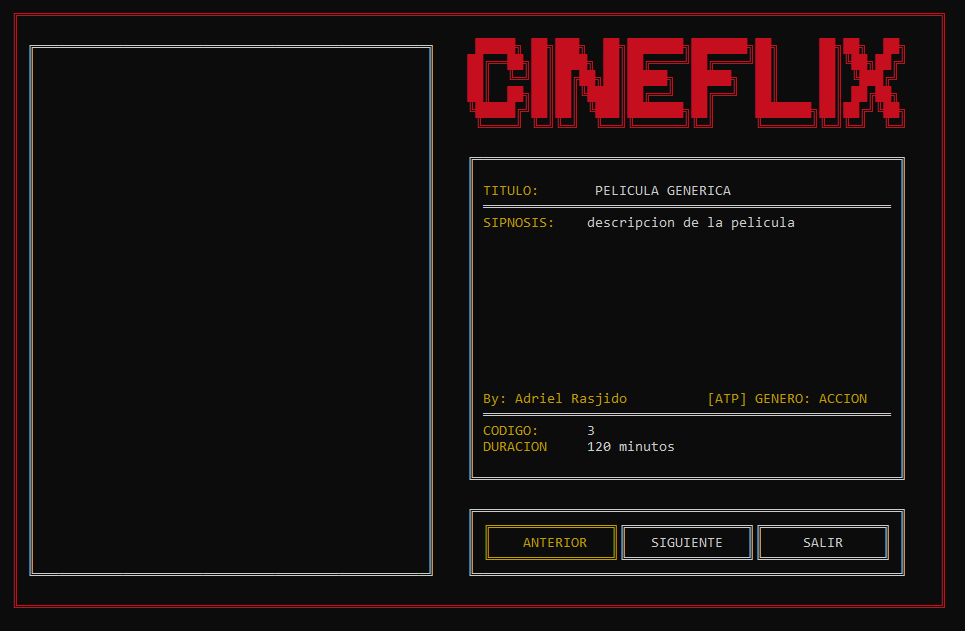 CINEFLIX
TITULO: PELICULA GENERICA
SIPNOSIS: descripcion de la pelicula
By: Adriel Rasjido [ATP] GENERO: ACCION
CODIGO: 3
DURACION 120 minutos
ANTERIOR SIGUIENTE SALIR